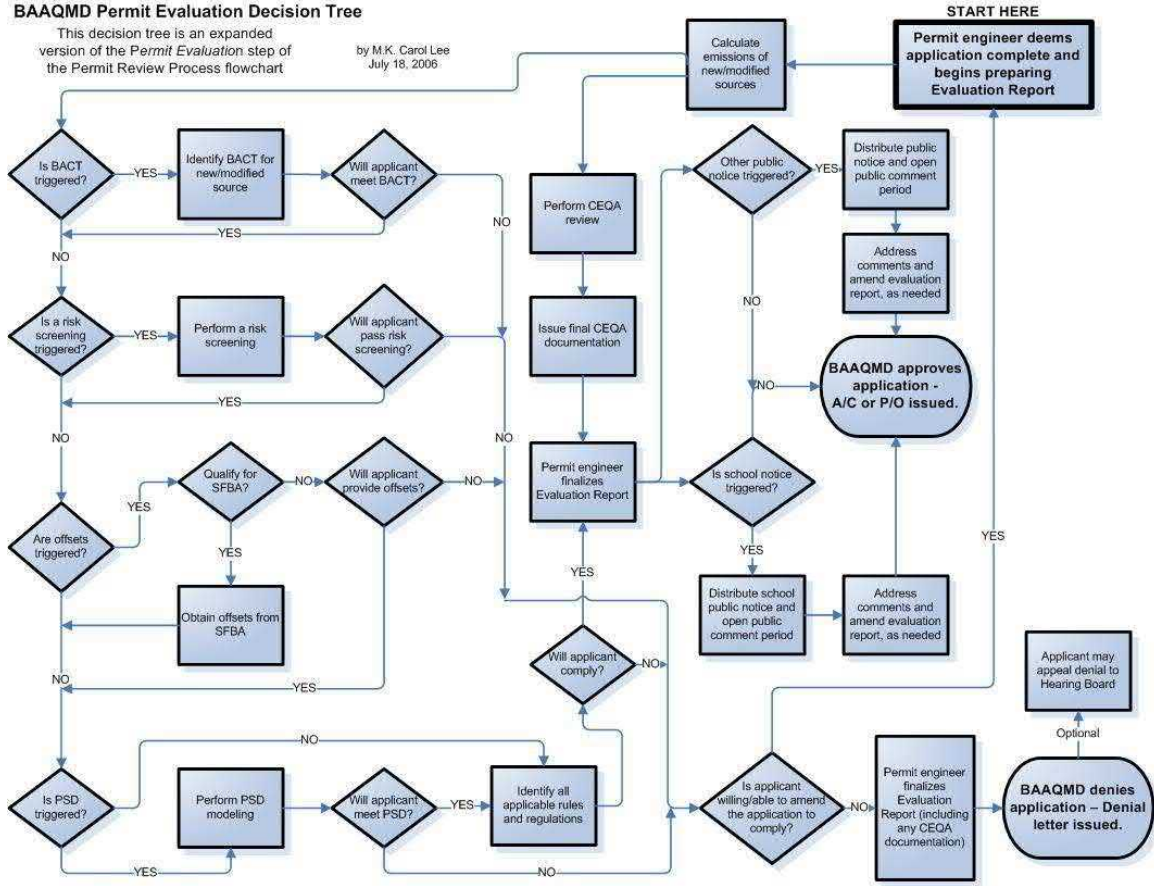 BAAQMD Permit Evaluation Decision Tree
This decision tree is an expanded
version of the Permit Evaluation step of
the Permit Review Process flowchart
by M.K. Carol Lee
July 18, 2006
START HERE
Permit engineer deems
application complete and
begins preparing
Evaluation Report
Calculate
emissions of
new/modified
sources
Is BACT
triggered?
YES
Identify BACT for
new/modified
source
Will applicant
meet BACT?
NO
YES
NO
Is a risk
screening
triggered?
YES
Perform a risk
screening
Will applicant
pass risk
screening?
YES
NO
NO
Are offsets
triggered?
YES
Qualify for
SFBA?
NO
Will applicant
provide offsets?
NO
YES
Obtain offsets from
SFBA
NO
YES
Is PSD
triggered?
NO
YES
Perform PSD
modeling
Will applicant
meet PSD?
YES
NO
Identify all
applicable rules
and regulations
Will applicant
comply?
NO
YES
Perform CEQA
review
Issue final CEQA
documentation
Permit engineer
finalizes
Evaluation Report
Other public
notice triggered?
YES
Distribute public
notice and open
public comment
period
Address
comments and
amend evaluation
report, as needed
NO
NO
BAAQMD approves
application -
A/C or P/O issued.
Is school notice
triggered?
YES
Distribute school
public notice and
open public
comment period
Address
comments and
amend evaluation
report, as needed
YES
Is applicant
willing/able to amend
the application to
comply?
NO
Permit engineer
finalizes
Evaluation
Report (including
any CEQA
documentation)
BAAQMD denies
application – Denial
letter issued.
Optional
Applicant may
appeal denial to
Hearing Board